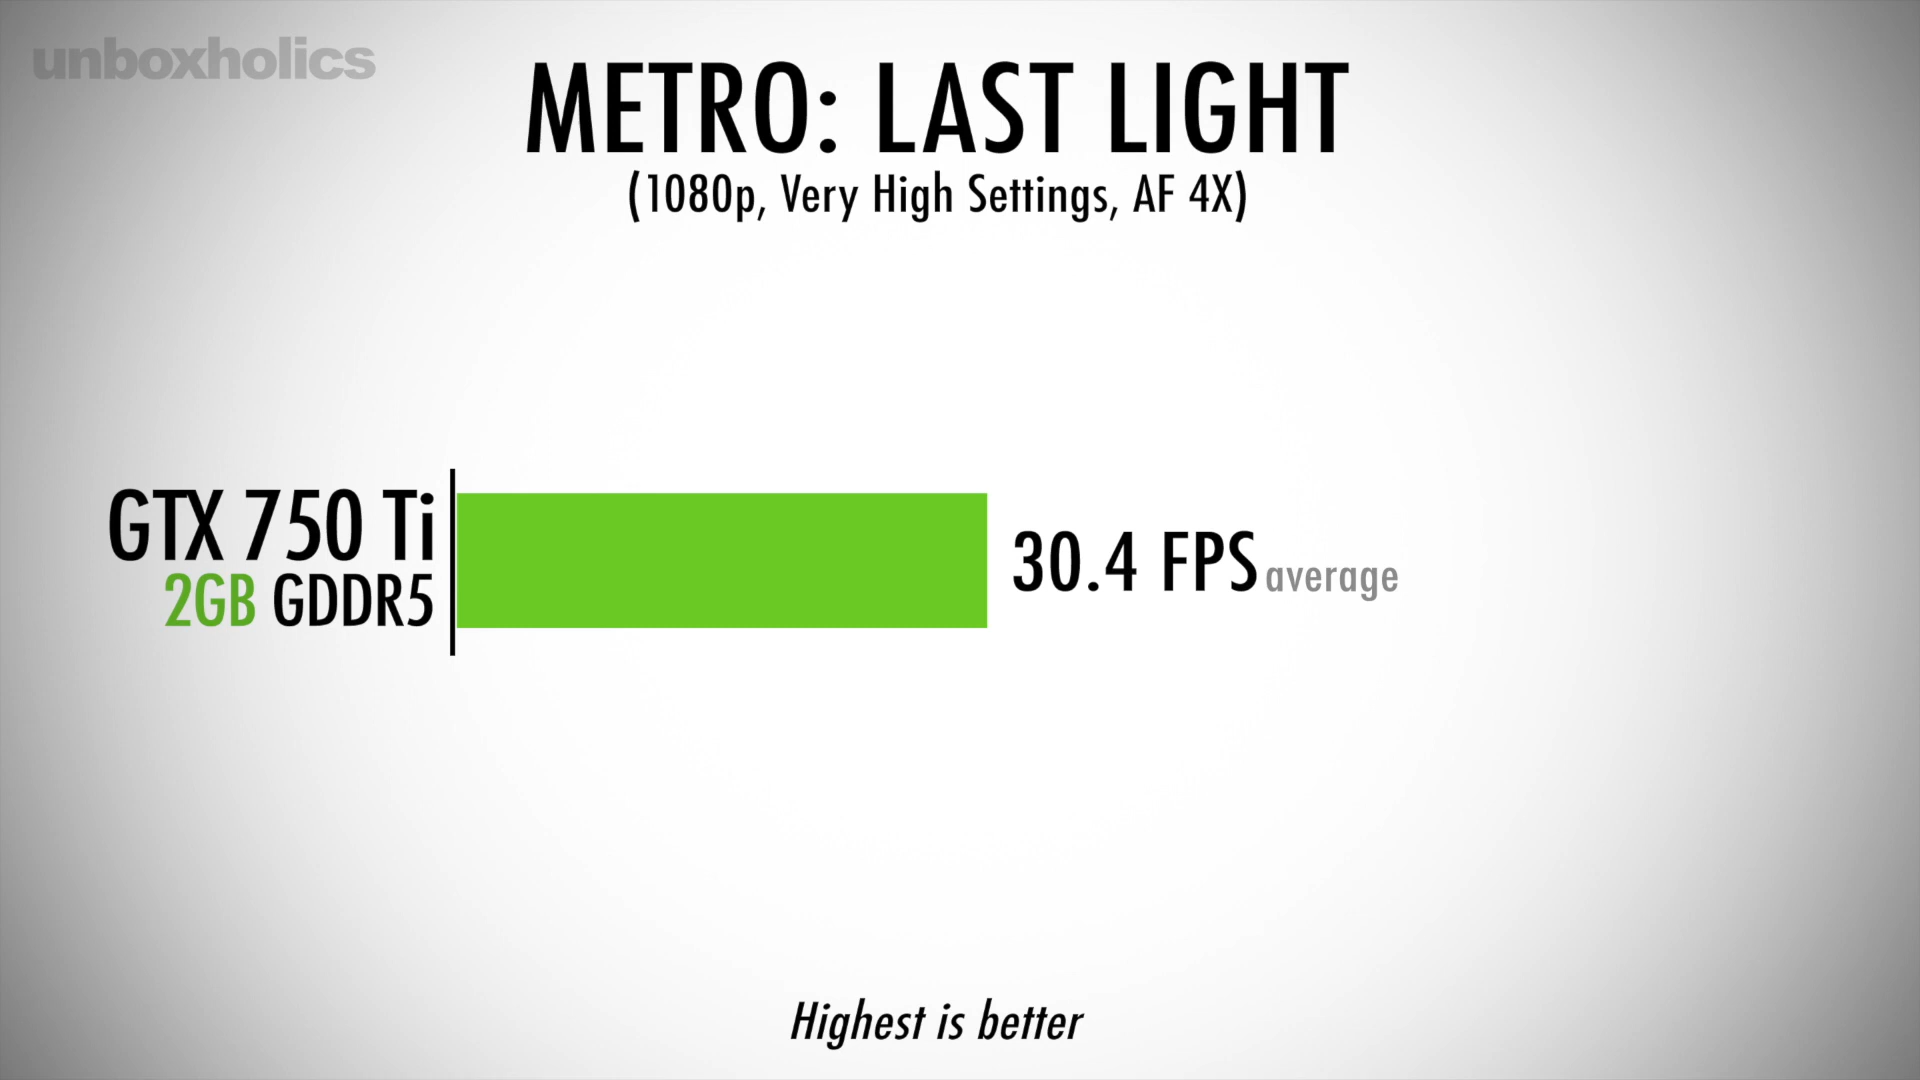 unboxholics
METRO: LAST LIGHT
(1080p, Very High Settings, AF 4X)
GTX 750 Ti
2GB GDDR5
30.4 FPS average
Highest is better